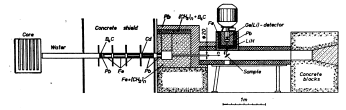 Core
Water
Concrete shield
B₄C
Cd
Pb
Fe
Pb
Fe+(CH₂)n
Pb
(CH₂)n + B₄C
Fe
Ge(Li)-detector
Pb
LiH
Sample
Concrete
blocks
1m